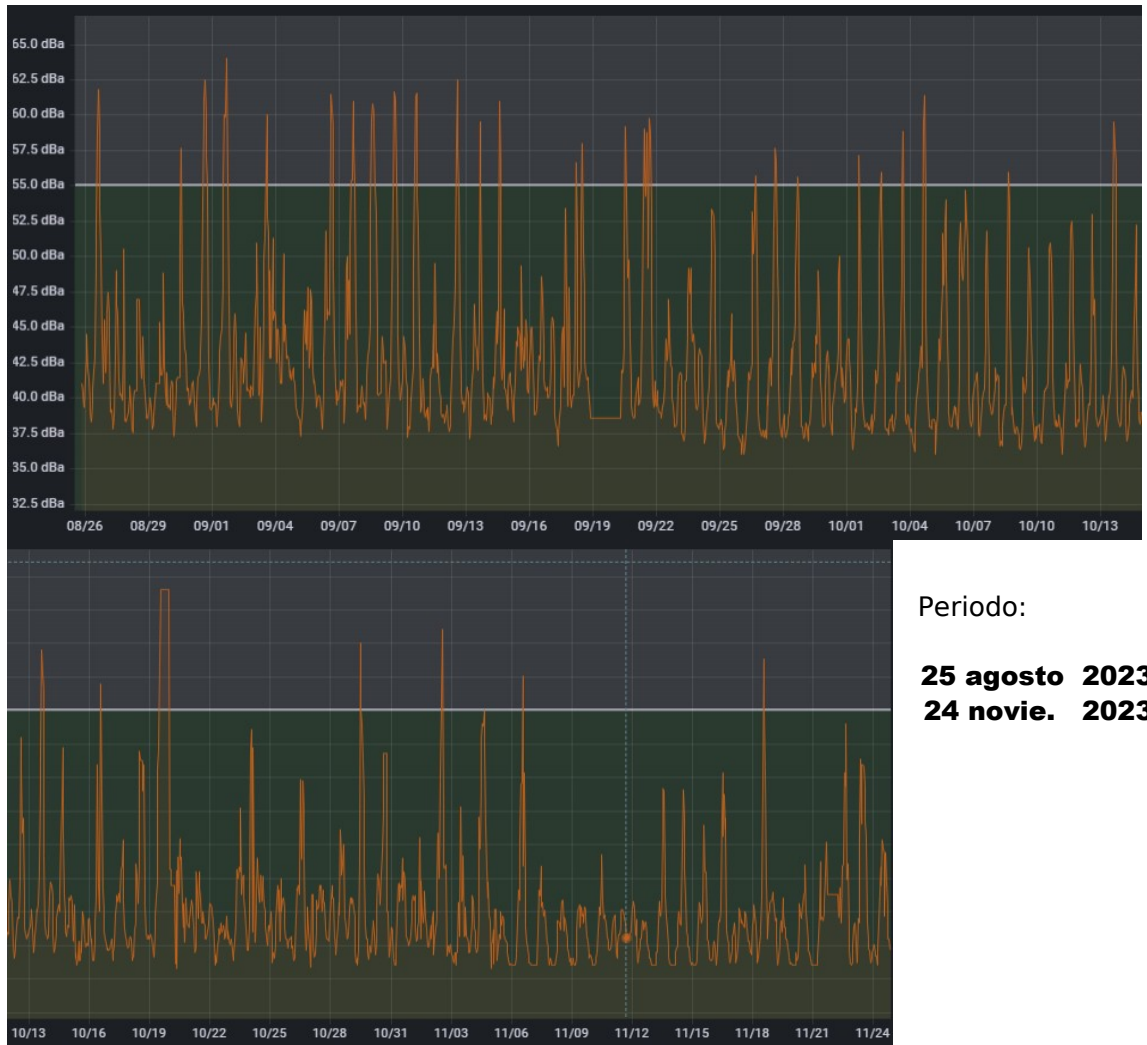 65.0 dBa
62.5 dBa
60.0 dBa
57.5 dBa
55.0 dBa
52.5 dBa
50.0 dBa
47.5 dBa
45.0 dBa
42.5 dBa
40.0 dBa
37.5 dBa
35.0 dBa
32.5 dBa
08/26 08/29 09/01 09/04 09/07 09/10 09/13 09/16 09/19 09/22 09/25 09/28 10/01 10/04 10/07 10/10 10/13
Periodo:
25 agosto 2023
24 novie. 2023
10/13 10/16 10/19 10/22 10/25 10/28 10/31 11/03 11/06 11/09 11/12 11/15 11/18 11/21 11/24